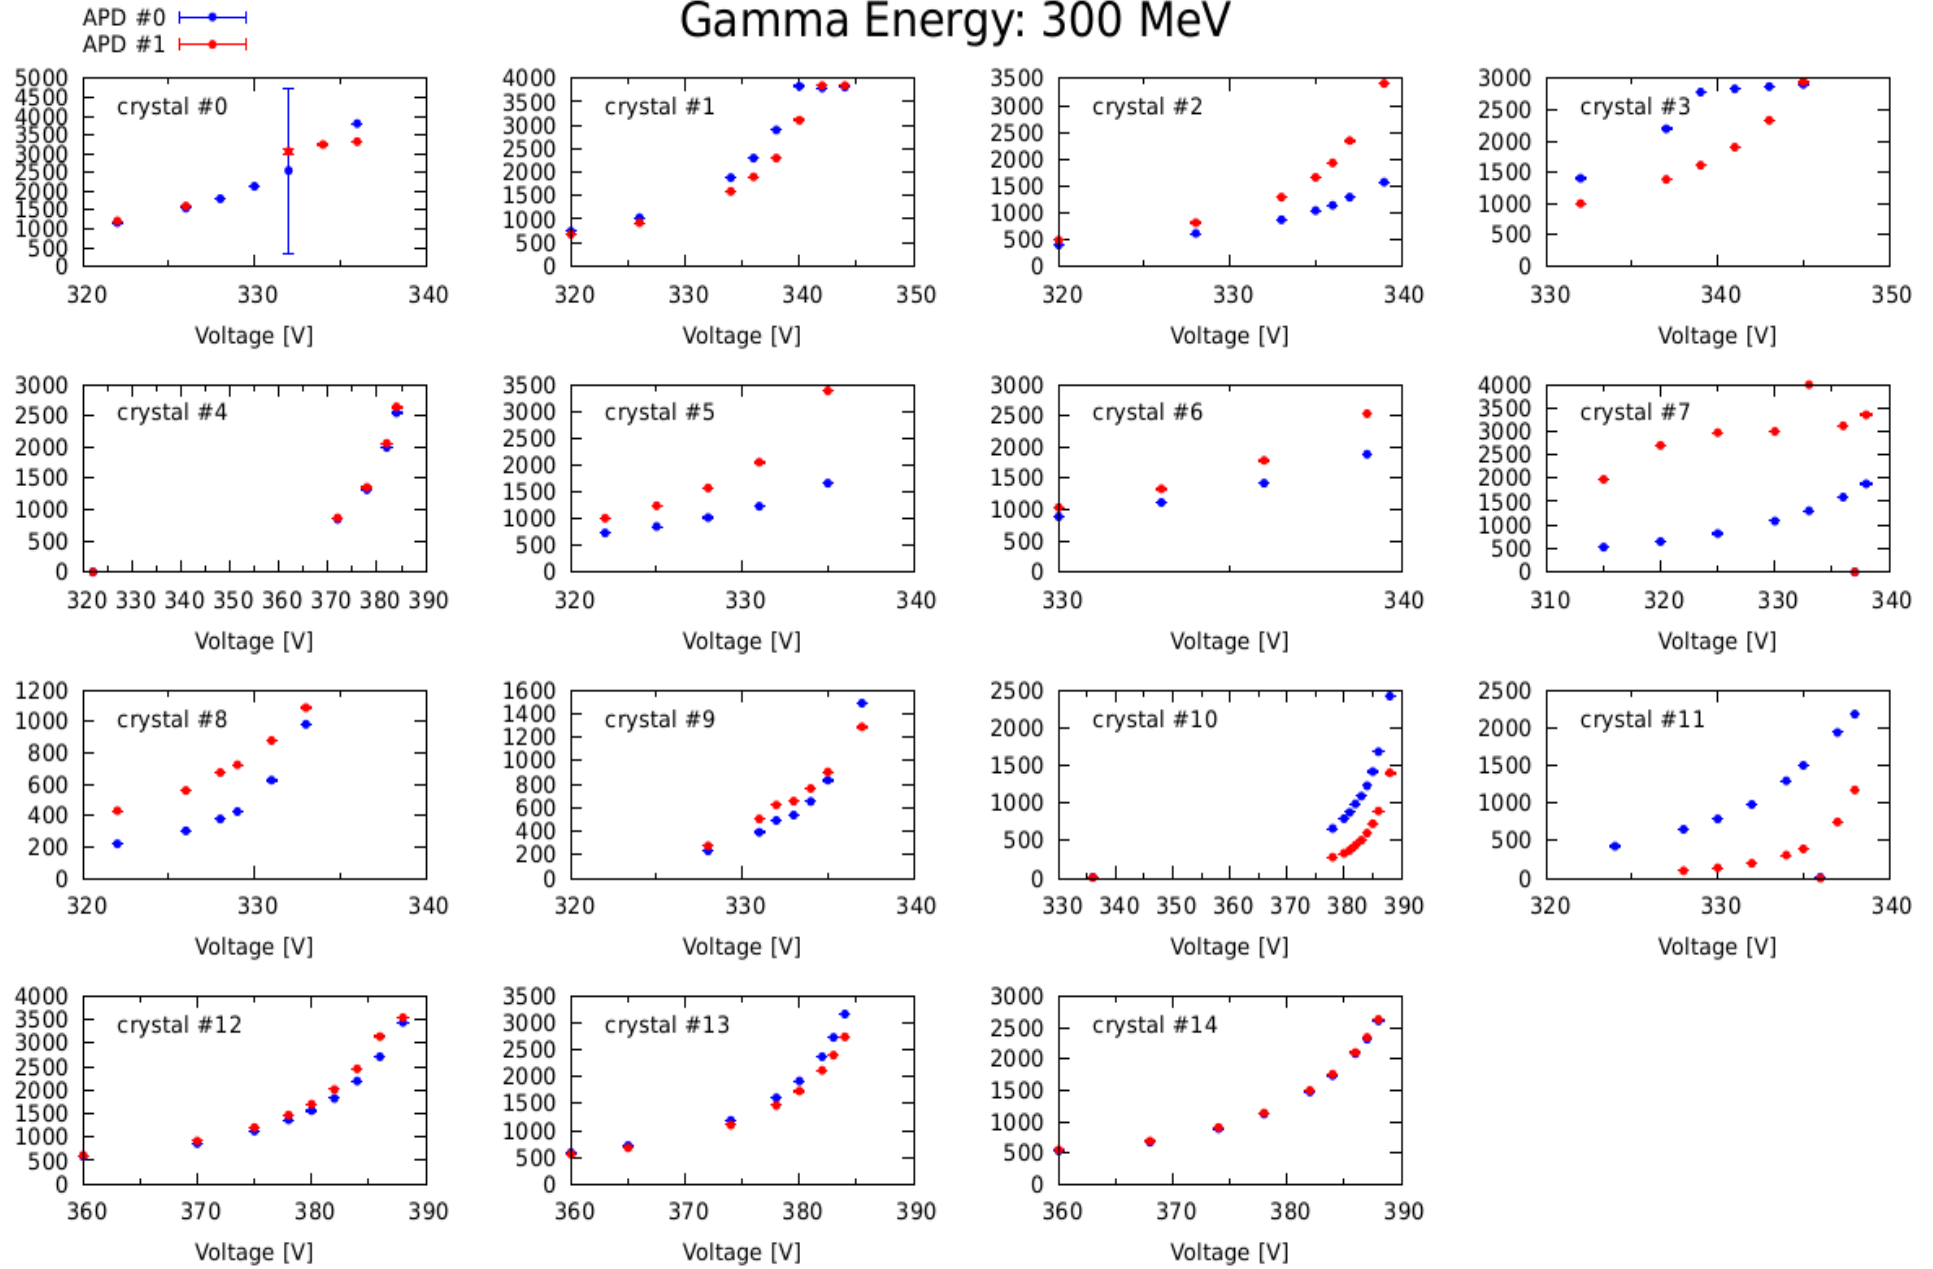 Gamma Energy: 300 MeV
APD #0
APD #1
5000
4500
4000
3500
3000
2500
2000
1500
1000
500
0
crystal #0
320 330 340
Voltage [V]
4000
3500
3000
2500
2000
1500
1000
500
0
crystal #1
320 330 340 350
Voltage [V]
3500
3000
2500
2000
1500
1000
500
0
crystal #2
320 330 340
Voltage [V]
3000
2500
2000
1500
1000
500
0
crystal #3
330 340 350
Voltage [V]
3000
2500
2000
1500
1000
500
0
crystal #4
320 330 340 350 360 370 380 390
Voltage [V]
3500
3000
2500
2000
1500
1000
500
0
crystal #5
320 330 340
Voltage [V]
3000
2500
2000
1500
1000
500
0
crystal #6
330 340
Voltage [V]
4000
3500
3000
2500
2000
1500
1000
500
0
crystal #7
310 320 330 340
Voltage [V]
1200
1000
800
600
400
200
0
crystal #8
320 330 340
Voltage [V]
1600
1400
1200
1000
800
600
400
200
0
crystal #9
320 330 340
Voltage [V]
2500
2000
1500
1000
500
0
crystal #10
330 340 350 360 370 380 390
Voltage [V]
2500
2000
1500
1000
500
0
crystal #11
320 330 340
Voltage [V]
4000
3500
3000
2500
2000
1500
1000
500
0
crystal #12
360 370 380 390
Voltage [V]
3500
3000
2500
2000
1500
1000
500
0
crystal #13
360 370 380 390
Voltage [V]
3000
2500
2000
1500
1000
500
0
crystal #14
360 370 380 390
Voltage [V]